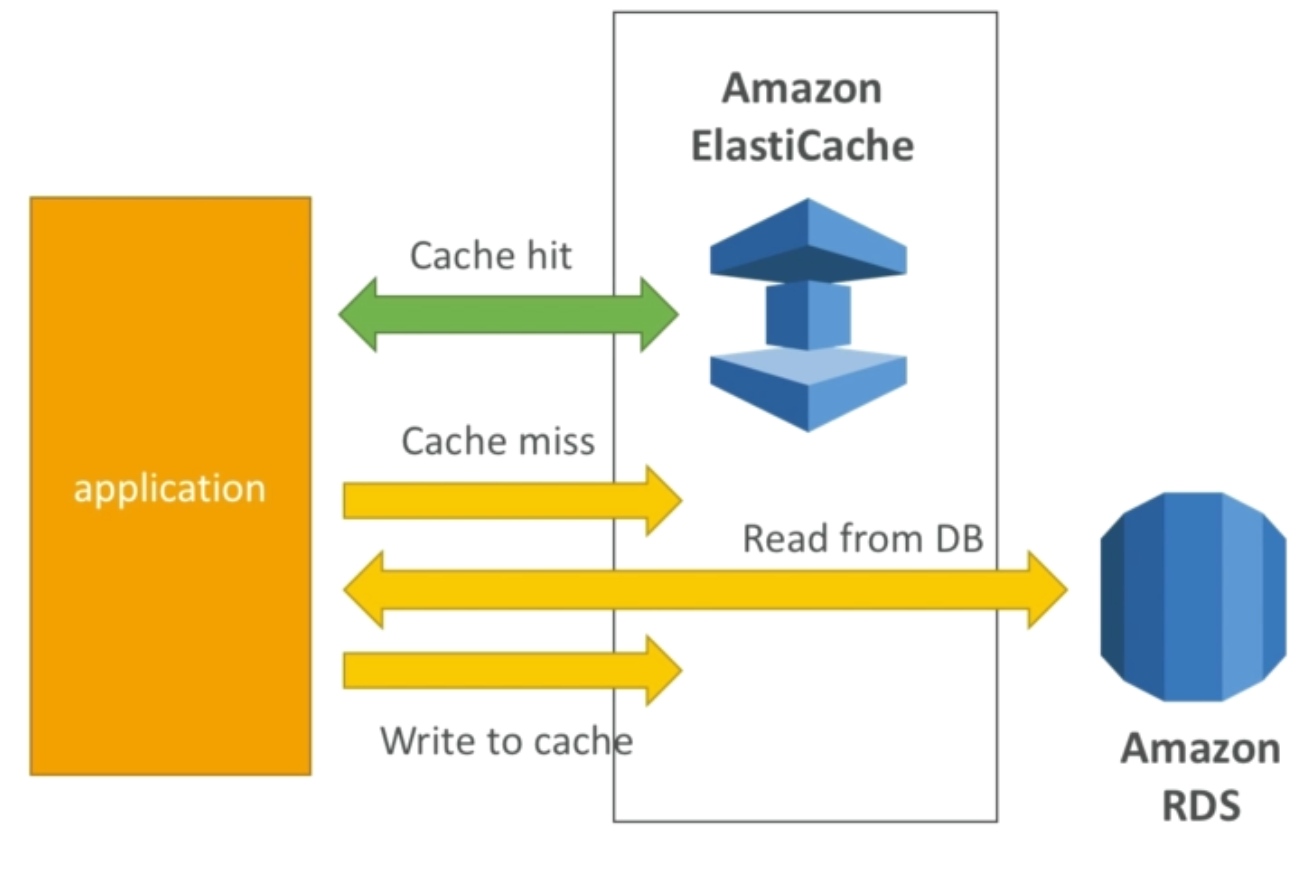 Amazon
ElastiCache
Cache hit
Cache miss
application
Read from DB
Write to cache
Amazon
RDS